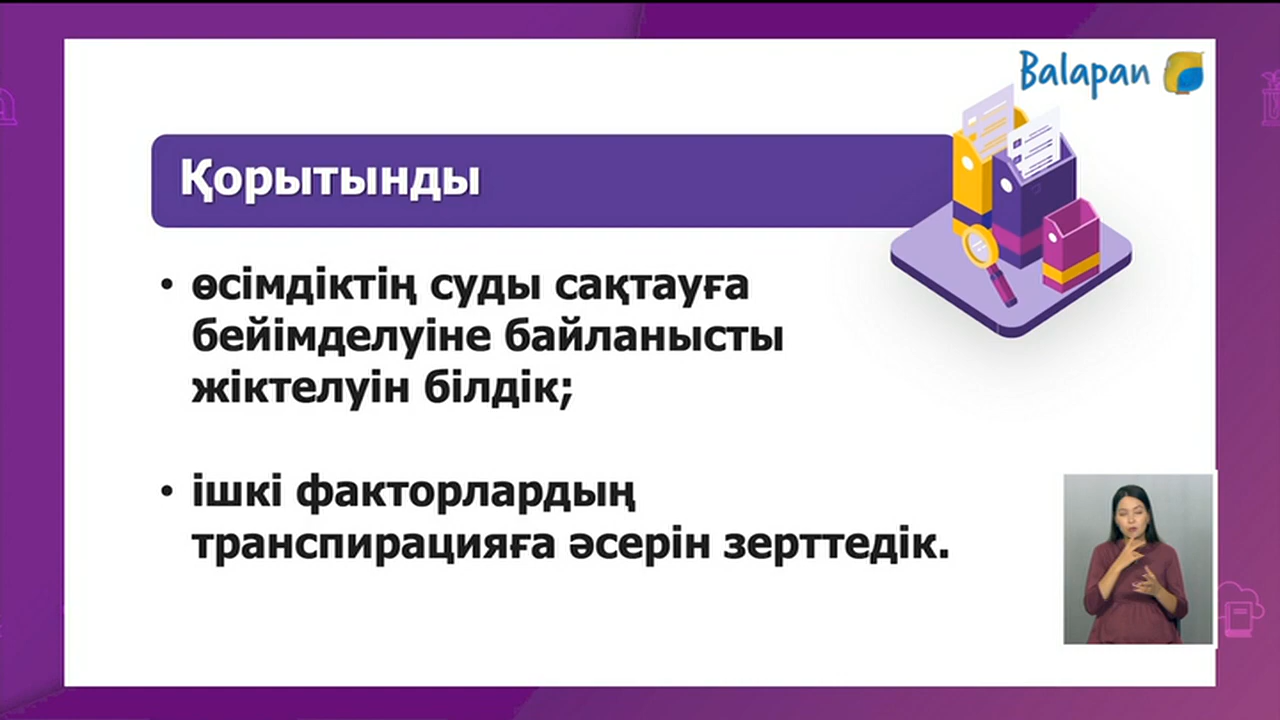 Balapan
Қорытынды
• өсімдіктің суды сақтауға
бейімделуіне байланысты
жіктелуін білдік;
• ішкі факторлардың
транспирацияға әсерін зерттедік.